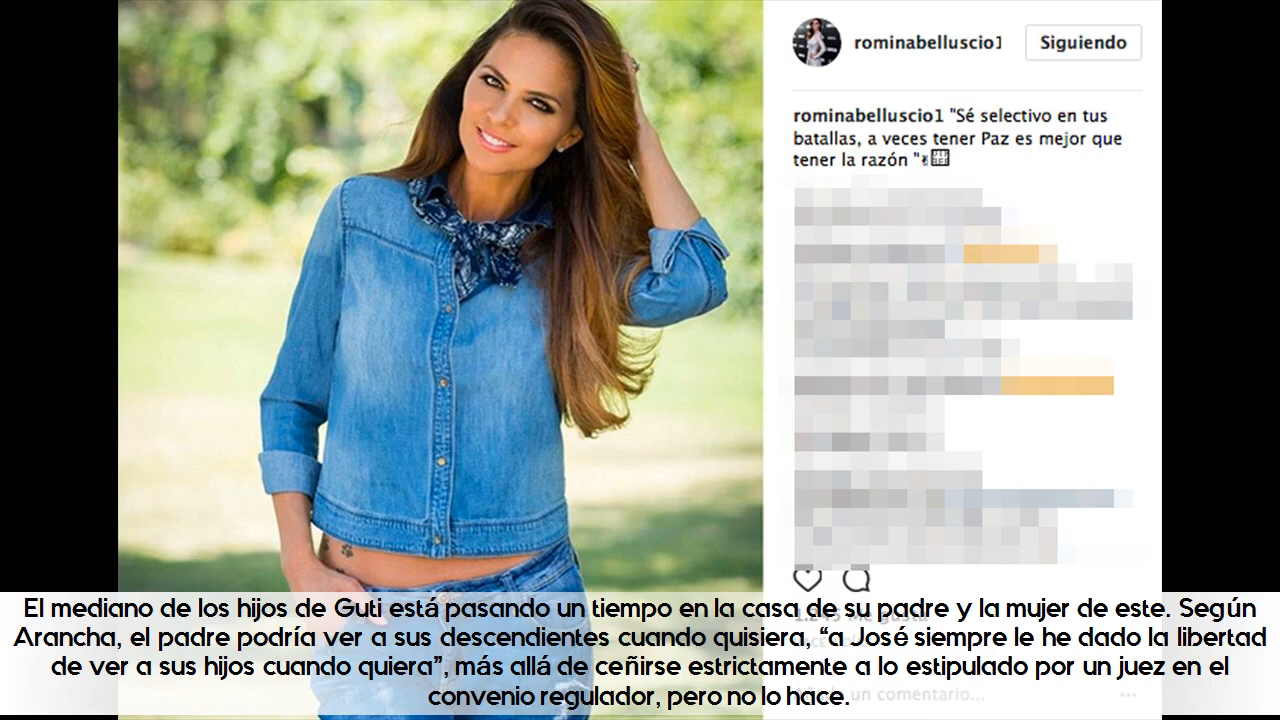 rominabelluscio1
Siguiendo
rominabelluscio1 "Sé selectivo en tus
batallas, a veces tener Paz es mejor que
tener la razón "
El mediano de los hijos de Guti está pasando un tiempo en la casa de su padre y la mujer de este. Según
Arancha, el padre podría ver a sus descendientes cuando quisiera, “a José siempre le he dado la libertad
de ver a sus hijos cuando quiera”, más allá de ceñirse estrictamente a lo estipulado por un juez en el
convenio regulador, pero no lo hace.